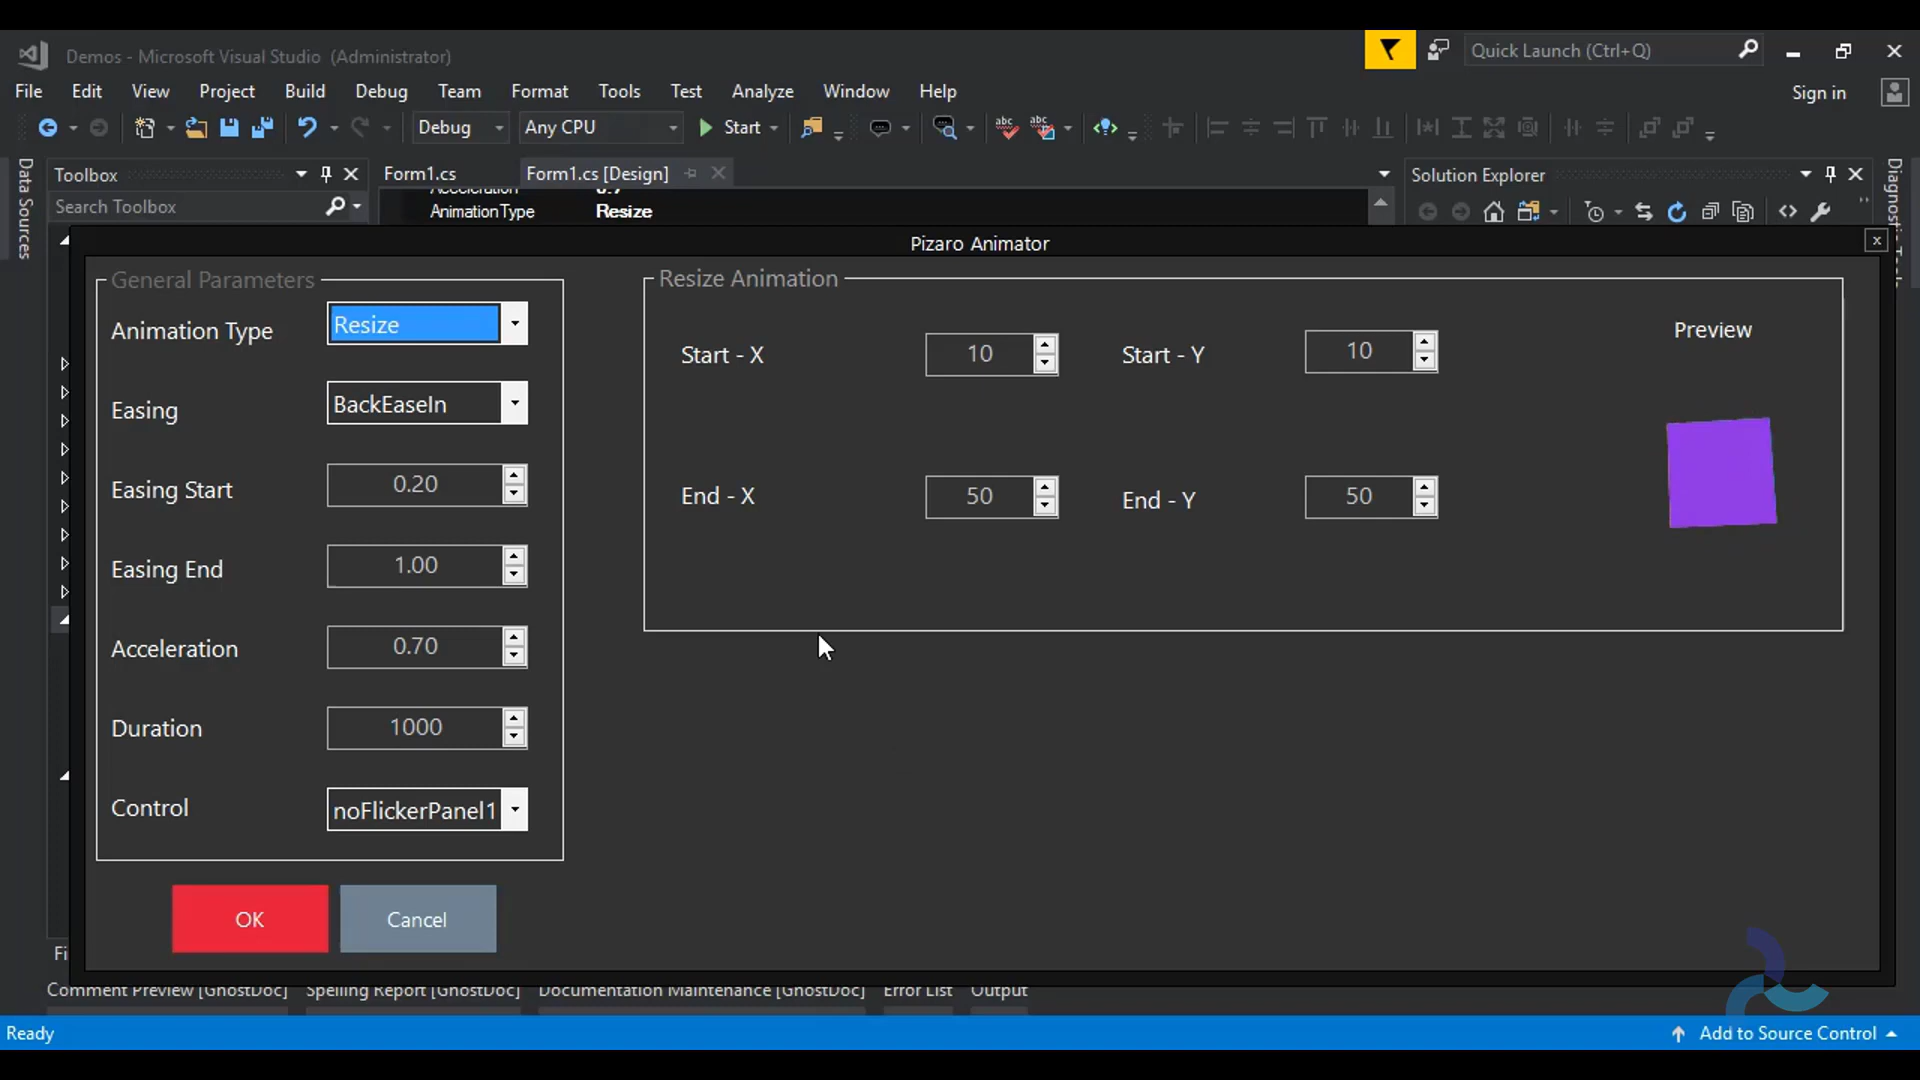 Demos - Microsoft Visual Studio (Administrator)
Quick Launch (Ctrl+Q)
File Edit View Project Build Debug Team Format Tools Test Analyze Window Help
Sign in
Debug Any CPU Start
Data Sources
Toolbox
Form1.cs Form1.cs [Design]
Solution Explorer
Search Toolbox
Acceleration 0.7
AnimationType Resize
Pizaro Animator
x
General Parameters
Animation Type Resize
Easing BackEaseIn
Easing Start 0.20
Easing End 1.00
Acceleration 0.70
Duration 1000
Control noFlickerPanel1
OK Cancel
Resize Animation
Start - X 10 Start - Y 10
End - X 50 End - Y 50
Preview
Fi
Comment Preview [GhostDoc] Spelling Report [GhostDoc] Documentation Maintenance [GhostDoc] Error List Output
Ready
Add to Source Control